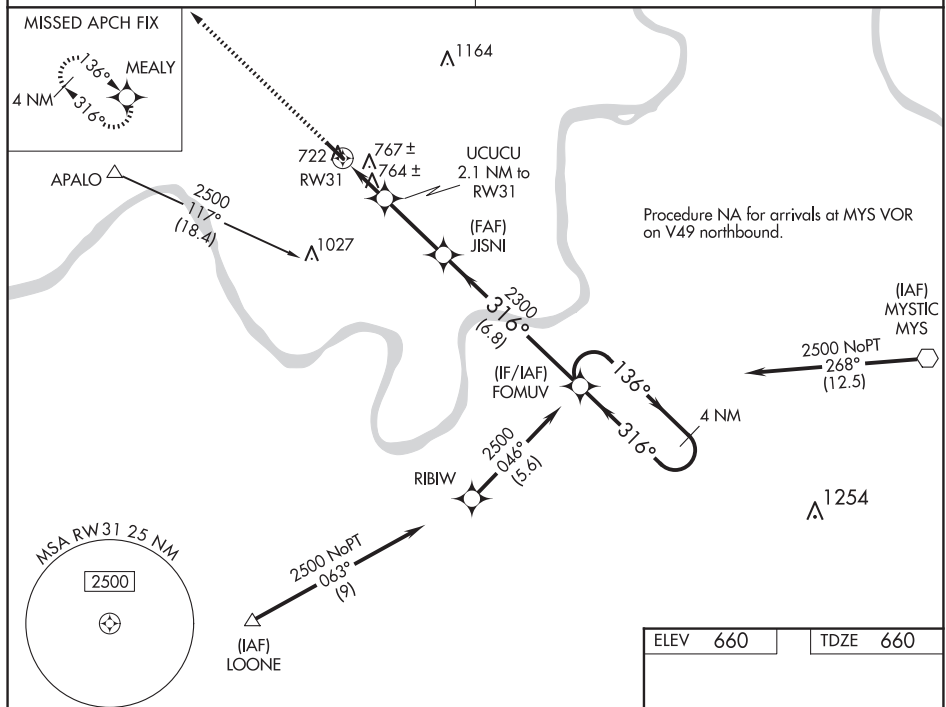 MISSED APCH FIX
136°
MEALY
4 NM
316°
1164
722
767 ±
764 ±
RW31
UCUCU
2.1 NM to
RW31
APALO
2500
117°
(18.4)
1027
(FAF)
JISNI
Procedure NA for arrivals at MYS VOR
on V49 northbound.
2300
316°
(6.8)
(IAF)
MYSTIC
MYS
2500 NoPT
268°
(12.5)
(IF/IAF)
FOMUV
136°
316°
4 NM
2500
046°
(5.6)
RIBIW
1254
MSA RW31 25 NM
2500
2500 NoPT
063°
(9)
(IAF)
LOONE
ELEV 660
TDZE 660